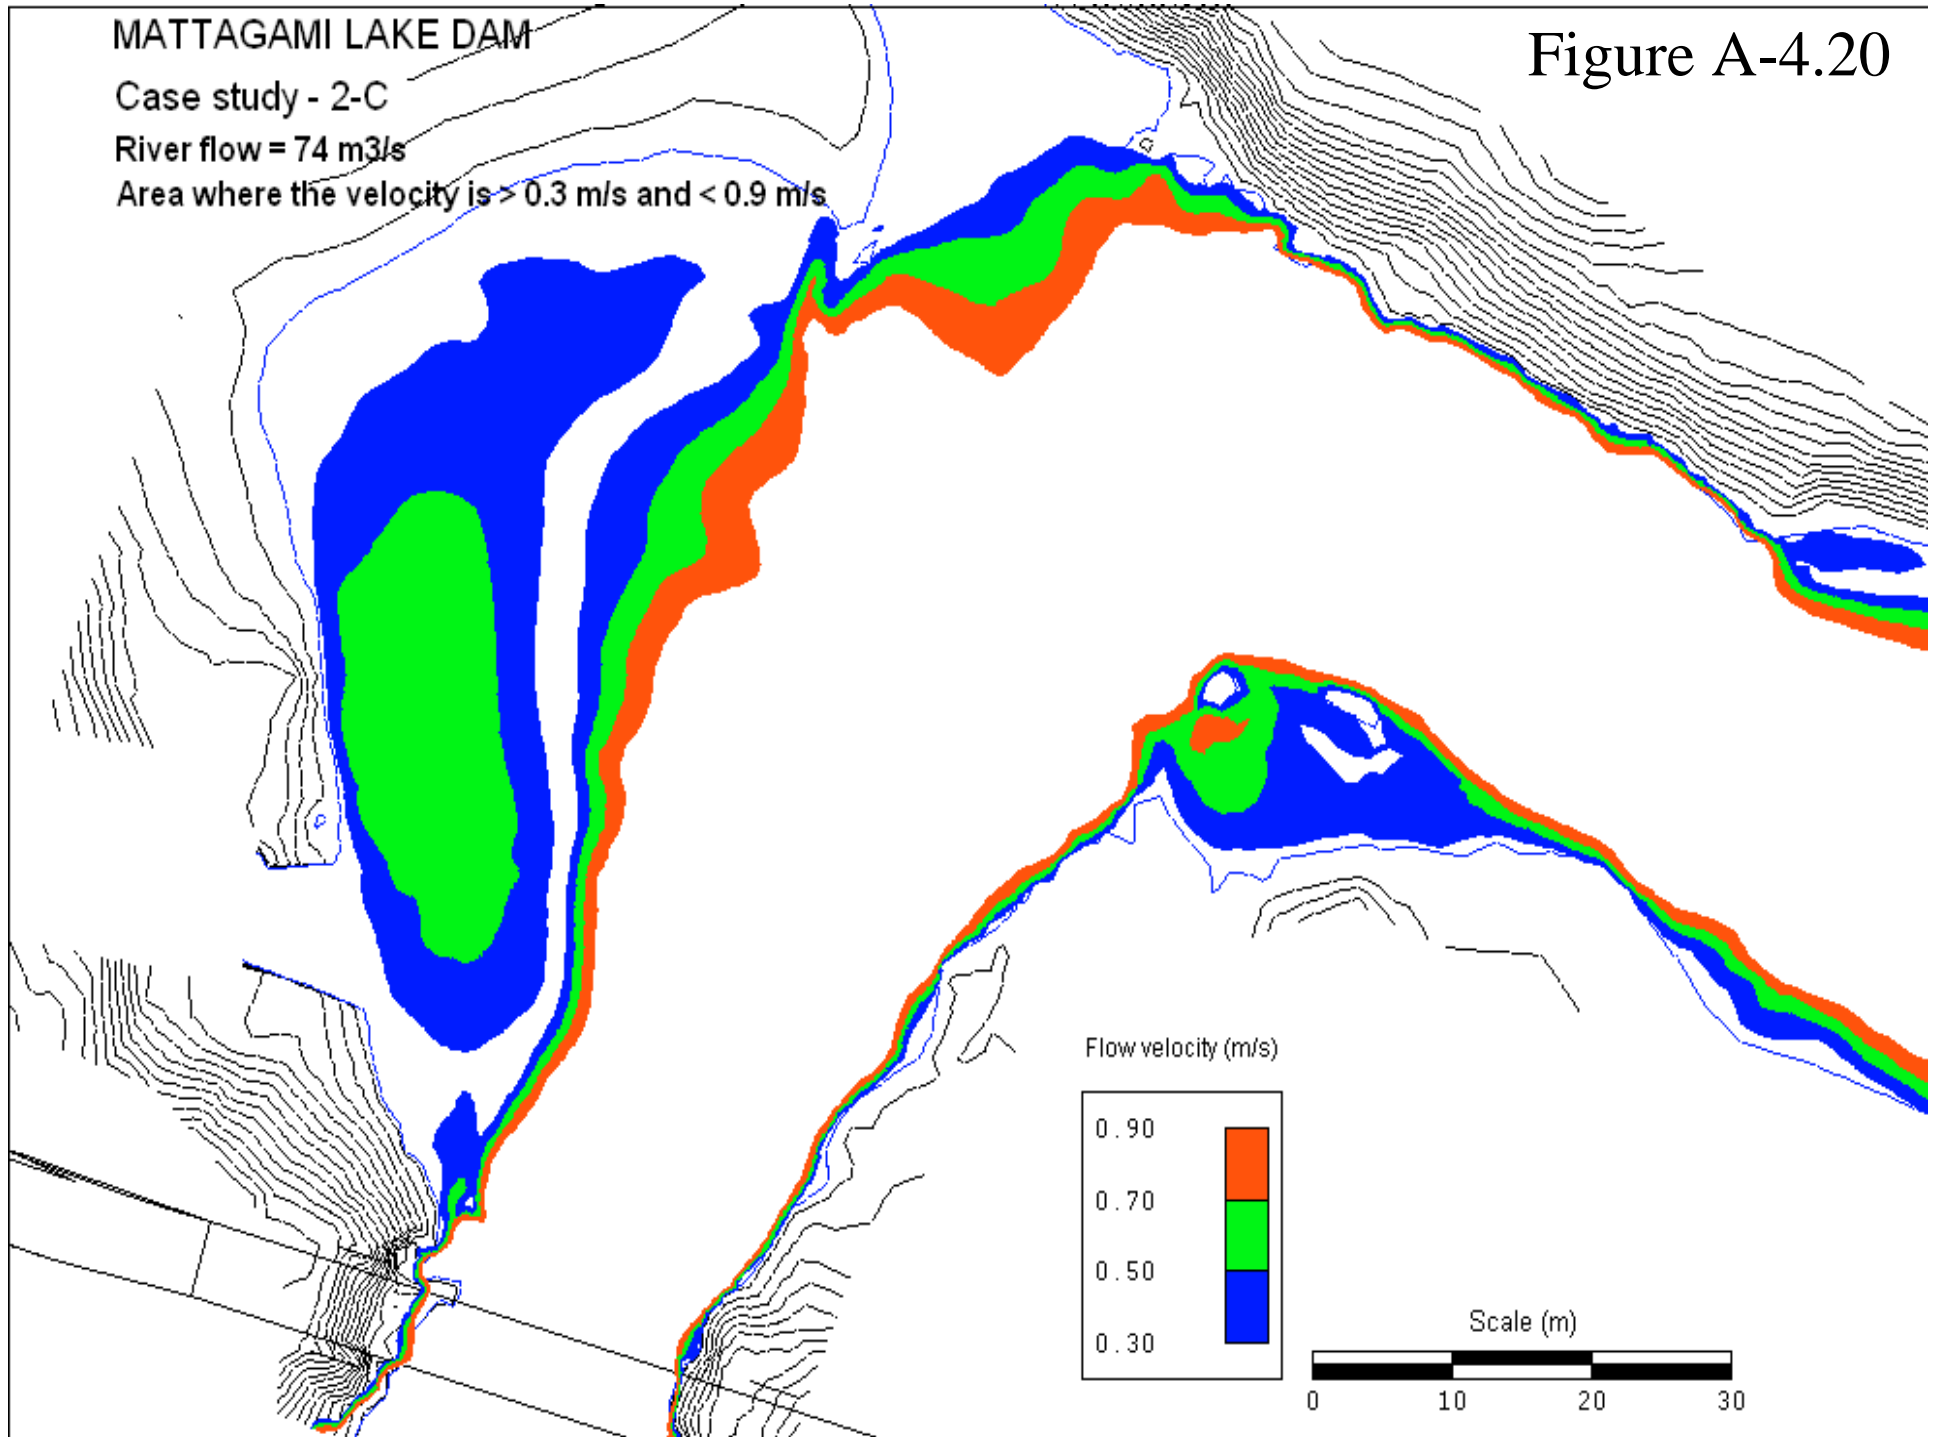 MATTAGAMI LAKE DAM
Figure A-4.20
Case study - 2-C
River flow = 74 m3/s
Area where the velocity is > 0.3 m/s and < 0.9 m/s
Flow velocity (m/s)
0.90
0.70
0.50
0.30
Scale (m)
0 10 20 30